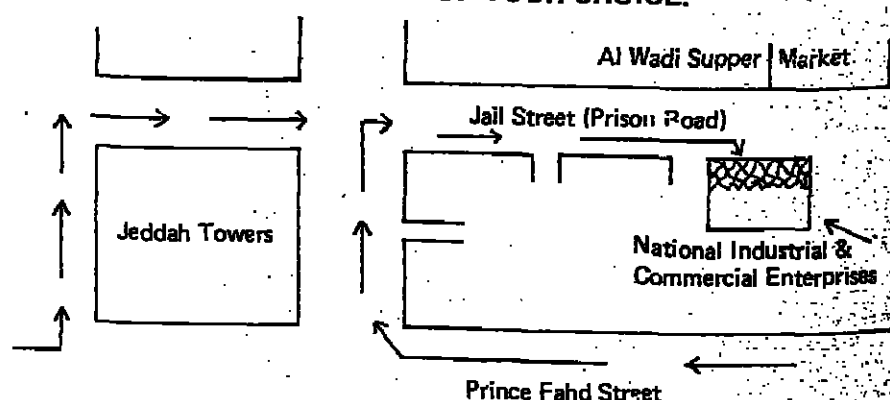 Al Wadi Supper Market
Jail Street (Prison Road)
Jeddah Towers
National Industrial &
Commercial Enterprises
Prince Fahd Street